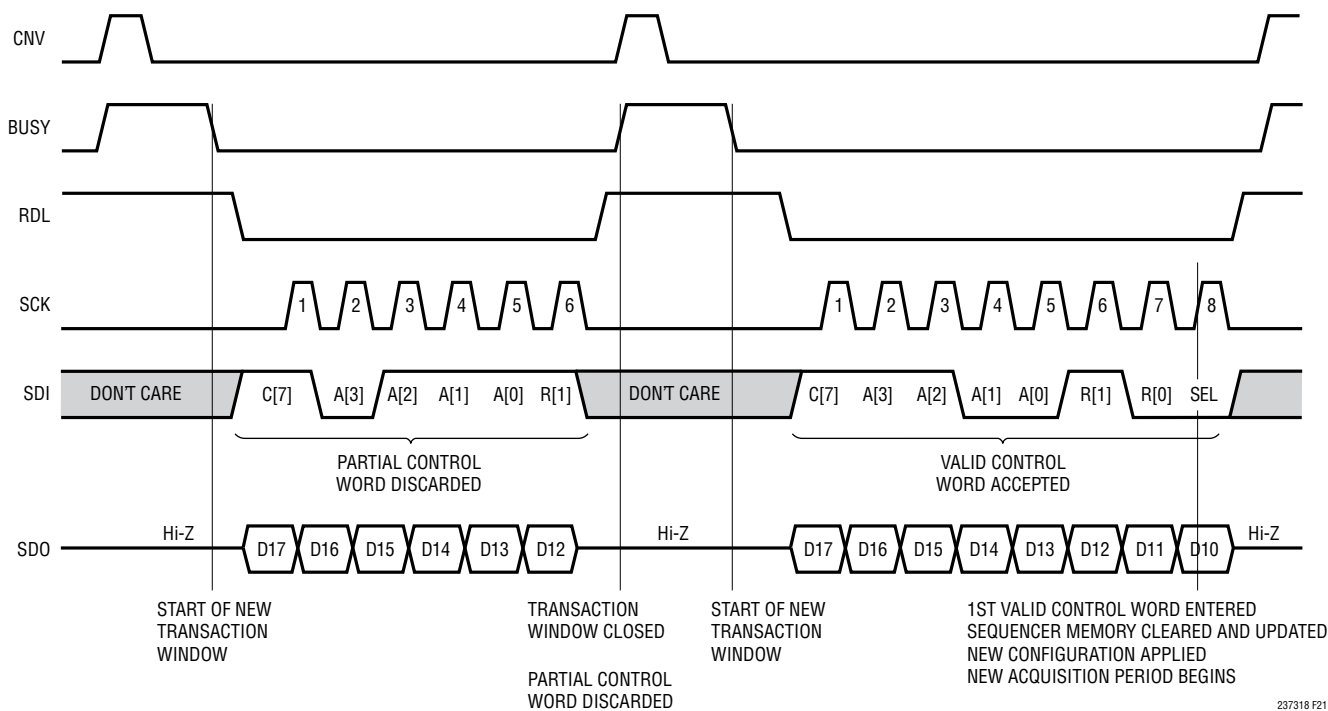 CNV
BUSY
RDL
SCK
1 2 3 4 5 6 1 2 3 4 5 6 7 8
SDI
DON'T CARE C[7] A[3] A[2] A[1] A[0] R[1] DON'T CARE C[7] A[3] A[2] A[1] A[0] R[1] R[0] SEL
PARTIAL CONTROL
WORD DISCARDED
VALID CONTROL
WORD ACCEPTED
SDO
Hi-Z D17 D16 D15 D14 D13 D12 Hi-Z D17 D16 D15 D14 D13 D12 D11 D10 Hi-Z
START OF NEW
TRANSACTION
WINDOW
TRANSACTION
WINDOW CLOSED
PARTIAL CONTROL
WORD DISCARDED
START OF NEW
TRANSACTION
WINDOW
1ST VALID CONTROL WORD ENTERED
SEQUENCER MEMORY CLEARED AND UPDATED
NEW CONFIGURATION APPLIED
NEW ACQUISITION PERIOD BEGINS
237318 F21